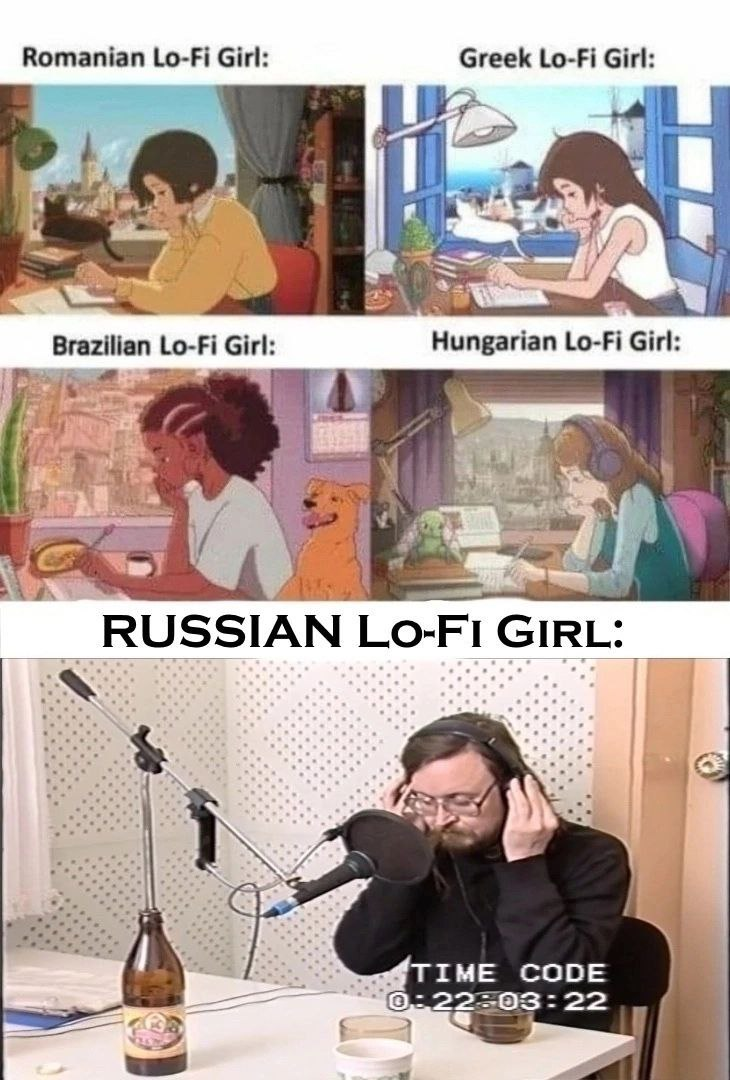 Romanian Lo-Fi Girl:
Greek Lo-Fi Girl:
Brazilian Lo-Fi Girl:
Hungarian Lo-Fi Girl:
RUSSIAN LO-FI GIRL:
TIME CODE
0:22:03:22